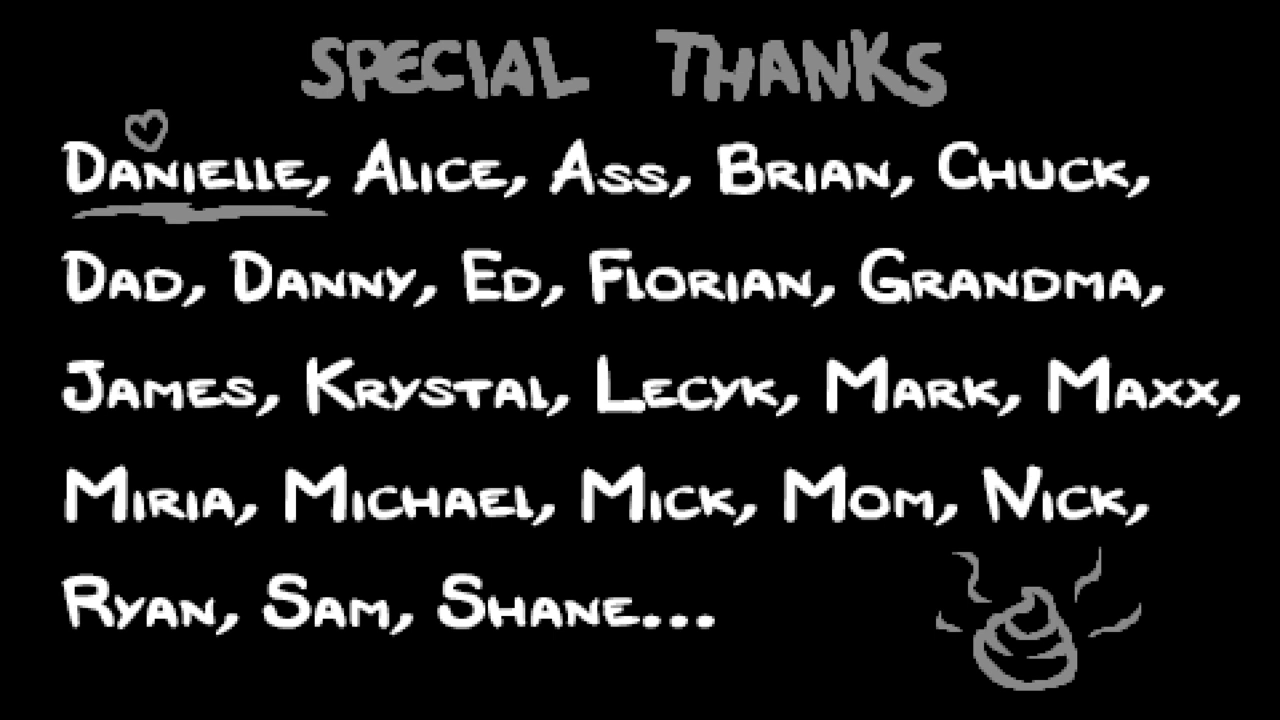 SPECIAL THANKS
DANIELLE, ALICE, ASS, BRIAN, CHUCK,
DAD, DANNY, ED, FLORIAN, GRANDMA,
JAMES, KRYSTAL, LECYK, MARK, MAXX,
MIRIA, MICHAEL, MICK, MOM, NICK,
RYAN, SAM, SHANE...